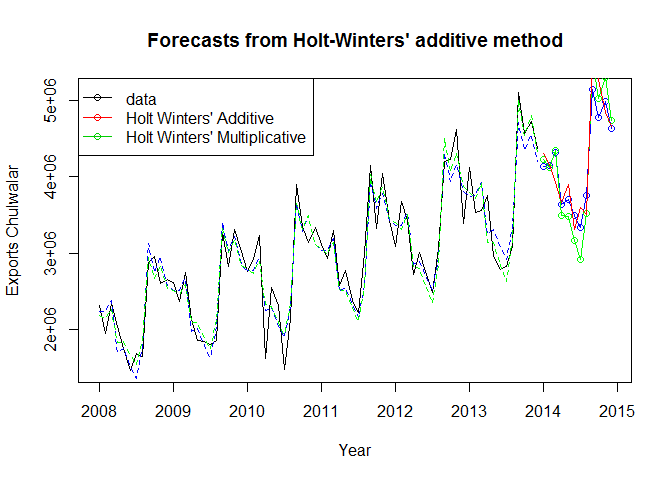 Forecasts from Holt-Winters' additive method
data
Holt Winters' Additive
Holt Winters' Multiplicative
Exports Chulwalar
5e+06
4e+06
3e+06
2e+06
2008 2009 2010 2011 2012 2013 2014 2015
Year